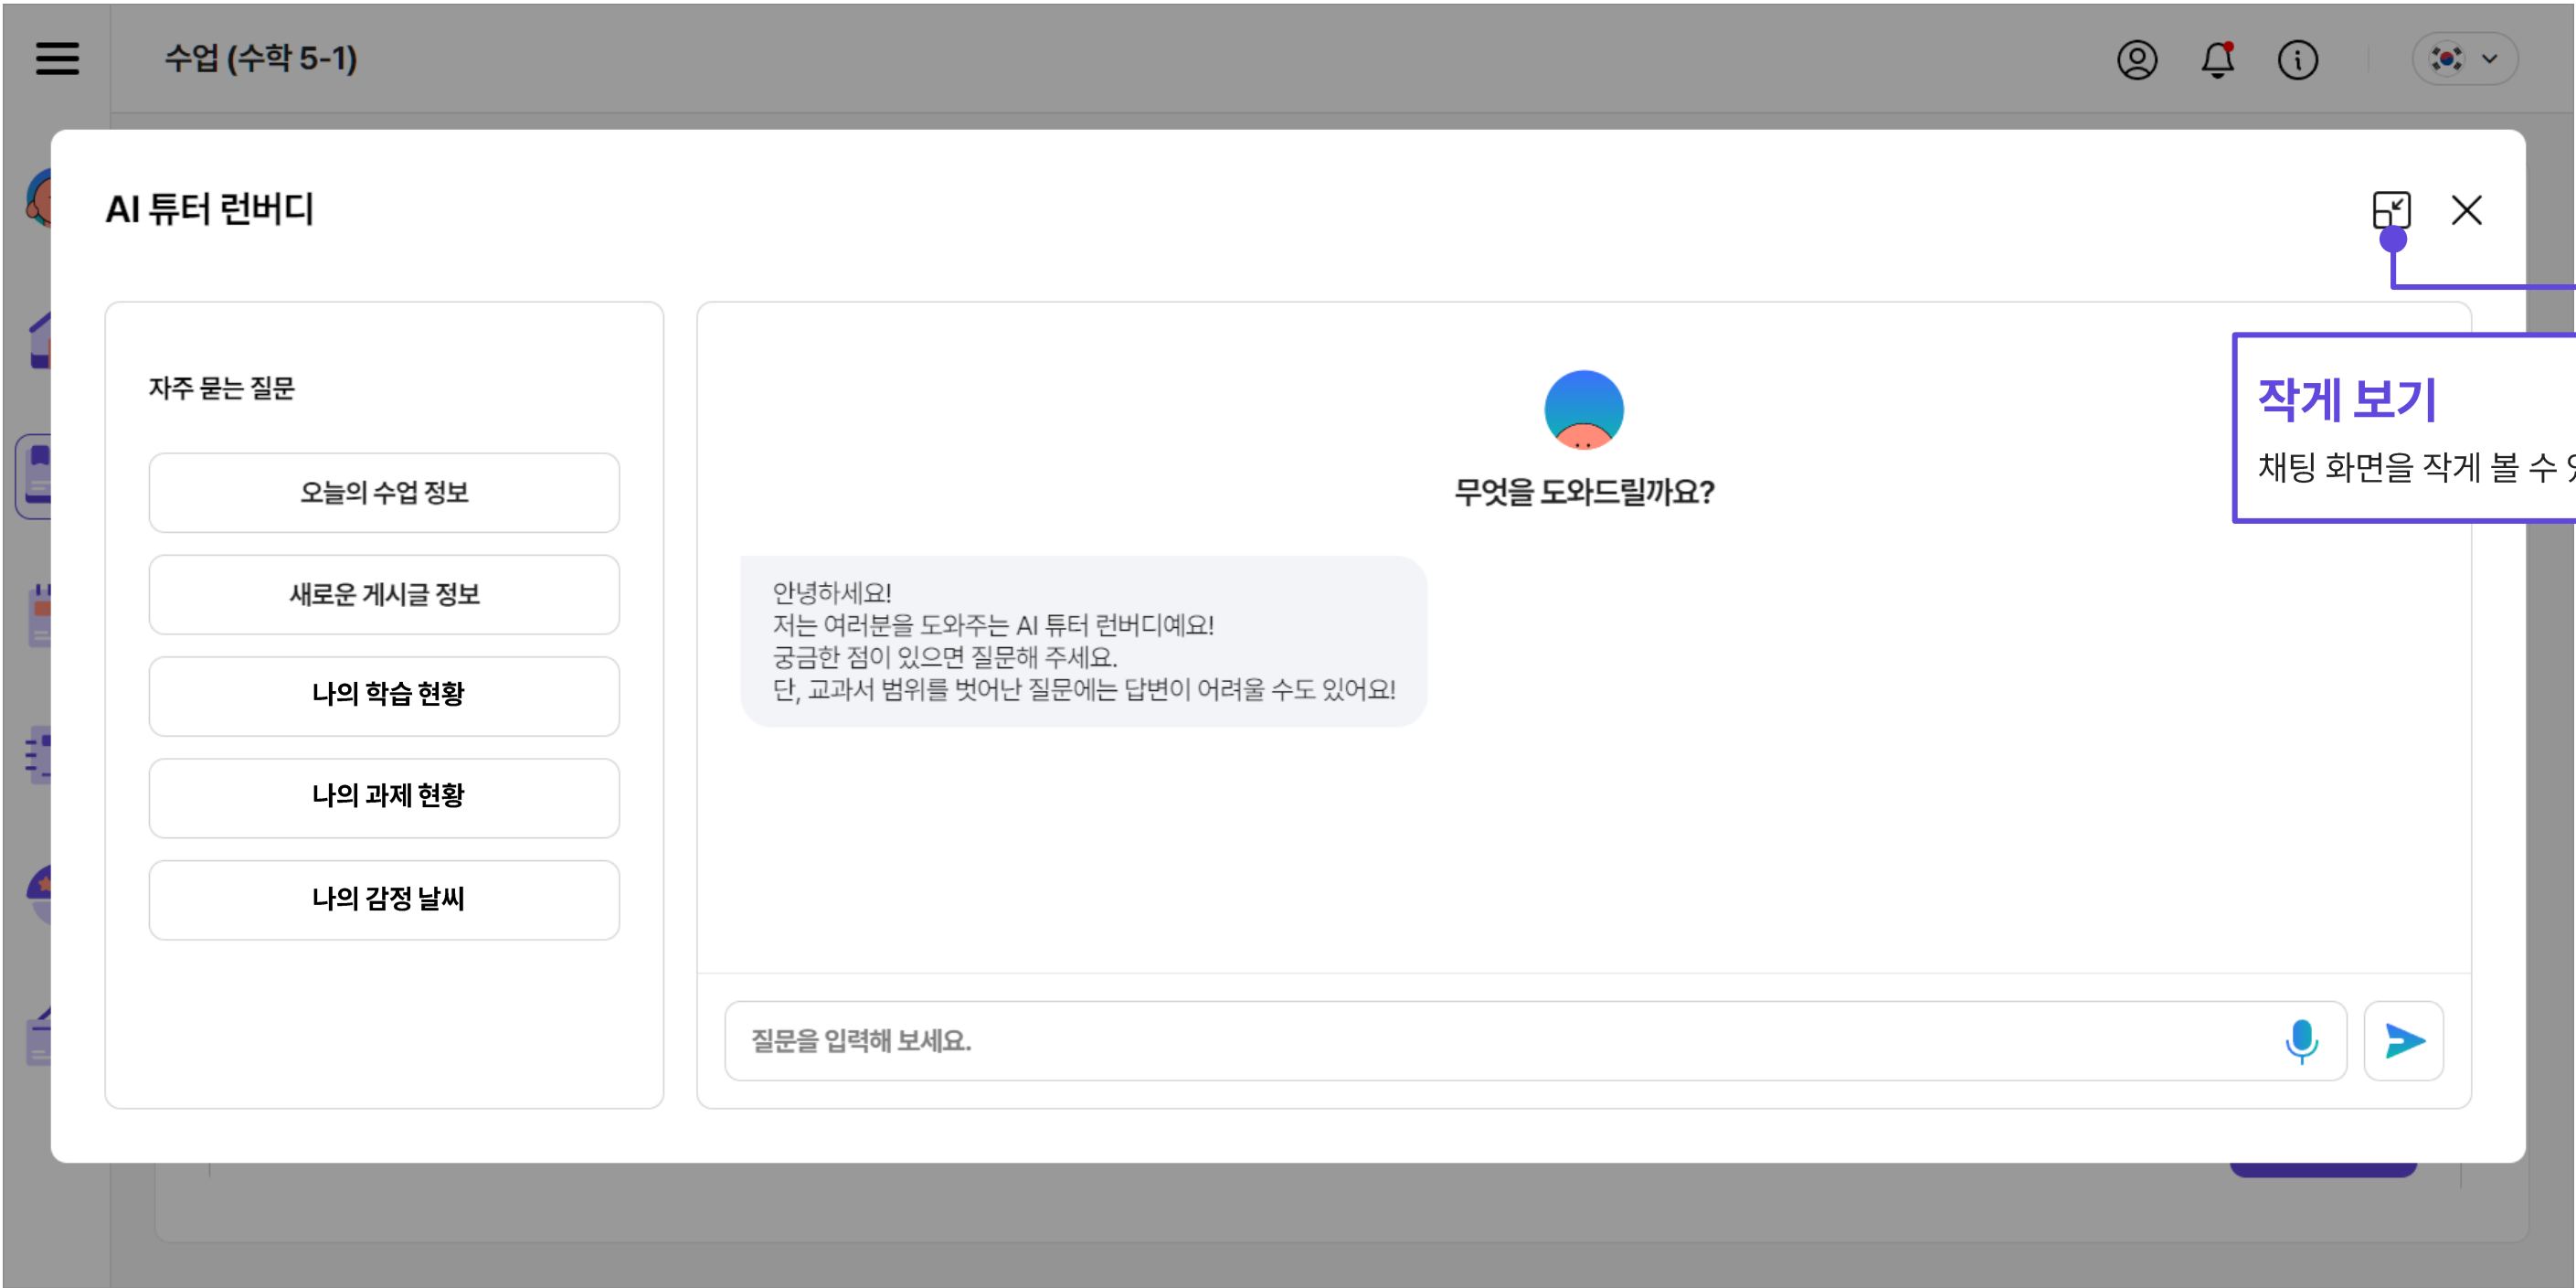 수업 (수학 5-1)
AI 튜터 런버디
자주 묻는 질문
오늘의 수업 정보
새로운 게시글 정보
나의 학습 현황
나의 과제 현황
나의 감정 날씨
무엇을 도와드릴까요?
안녕하세요!
저는 여러분을 도와주는 AI 튜터 런버디예요!
궁금한 점이 있으면 질문해 주세요.
단, 교과서 범위를 벗어난 질문에는 답변이 어려울 수도 있어요!
질문을 입력해 보세요.
작게 보기
채팅 화면을 작게 볼 수